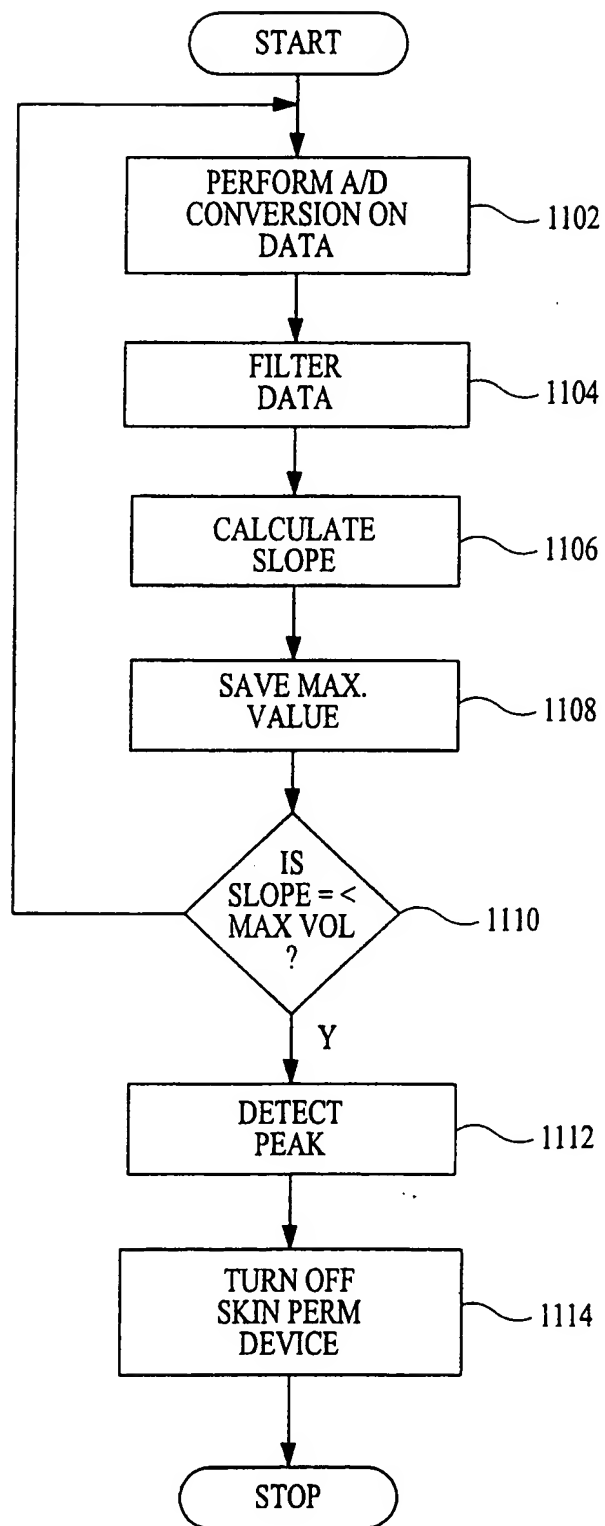 START
PERFORM A/D
CONVERSION ON
DATA
1102
FILTER
DATA
1104
CALCULATE
SLOPE
1106
SAVE MAX.
VALUE
1108
IS
SLOPE = <
MAX VOL
?
1110
Y
DETECT
PEAK
1112
TURN OFF
SKIN PERM
DEVICE
1114
STOP